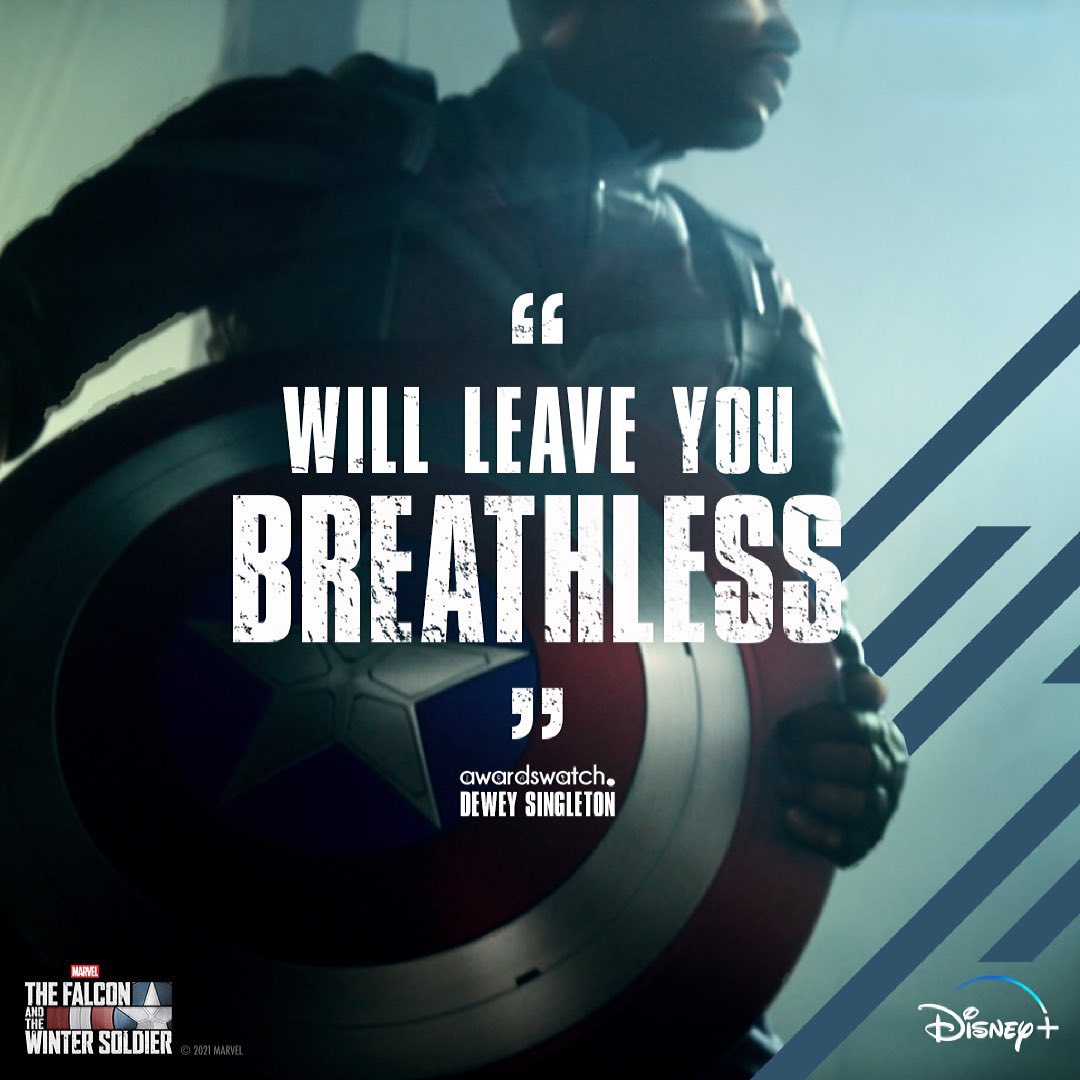 “
WILL LEAVE YOU
BREATHLESS
”
awardswatch.
DEWEY SINGLETON
MARVEL
THE FALCON
AND
THE
WINTER SOLDIER
© 2021 MARVEL
Disney+